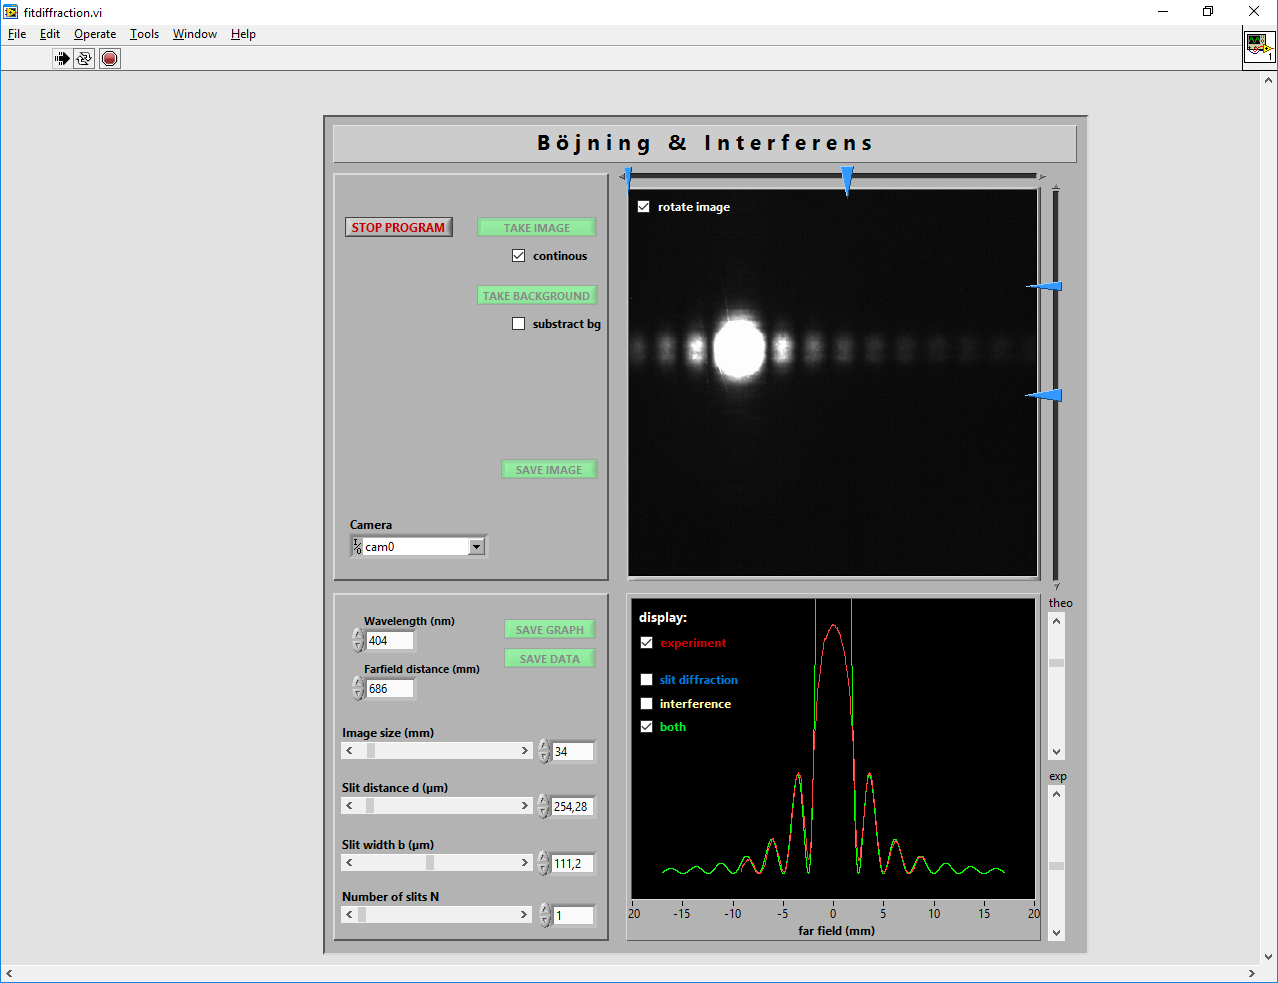 fitdiffraction.vi
File Edit Operate Tools Window Help
1
Böjning & Interferens
STOP PROGRAM
TAKE IMAGE
continous
TAKE BACKGROUND
substract bg
SAVE IMAGE
Camera
I/O cam0
rotate image
Wavelength (nm)
404
SAVE GRAPH
SAVE DATA
Farfield distance (mm)
686
Image size (mm)
34
Slit distance d (µm)
254,28
Slit width b (µm)
111,2
Number of slits N
1
display:
experiment
slit diffraction
interference
both
20 -15 -10 -5 0 5 10 15 20
far field (mm)
theo
exp